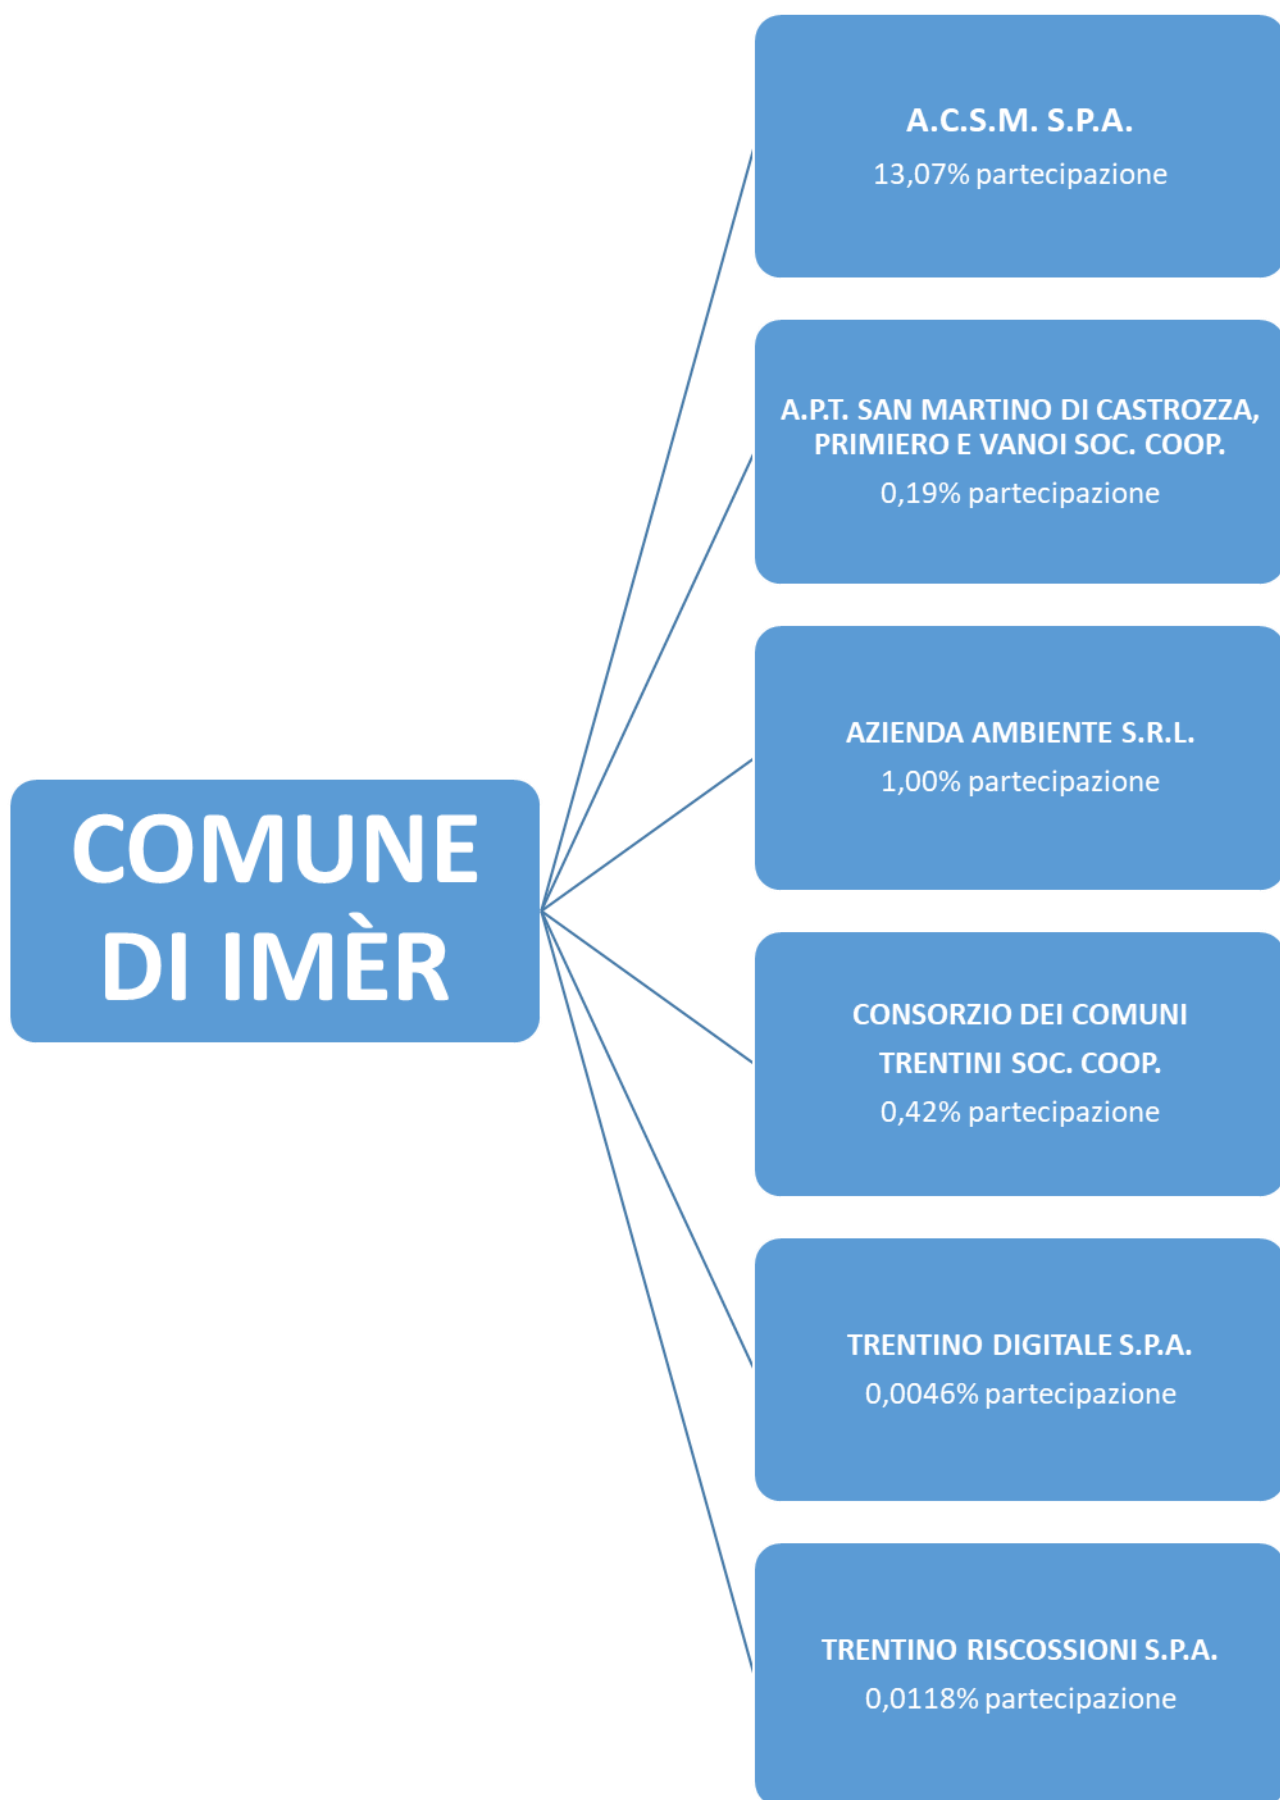 COMUNE
DI IMÈR
A.C.S.M. S.P.A.
13,07% partecipazione
A.P.T. SAN MARTINO DI CASTROZZA,
PRIMIERO E VANOI SOC. COOP.
0,19% partecipazione
AZIENDA AMBIENTE S.R.L.
1,00% partecipazione
CONSORZIO DEI COMUNI
TRENTINI SOC. COOP.
0,42% partecipazione
TRENTINO DIGITALE S.P.A.
0,0046% partecipazione
TRENTINO RISCOSSIONI S.P.A.
0,0118% partecipazione